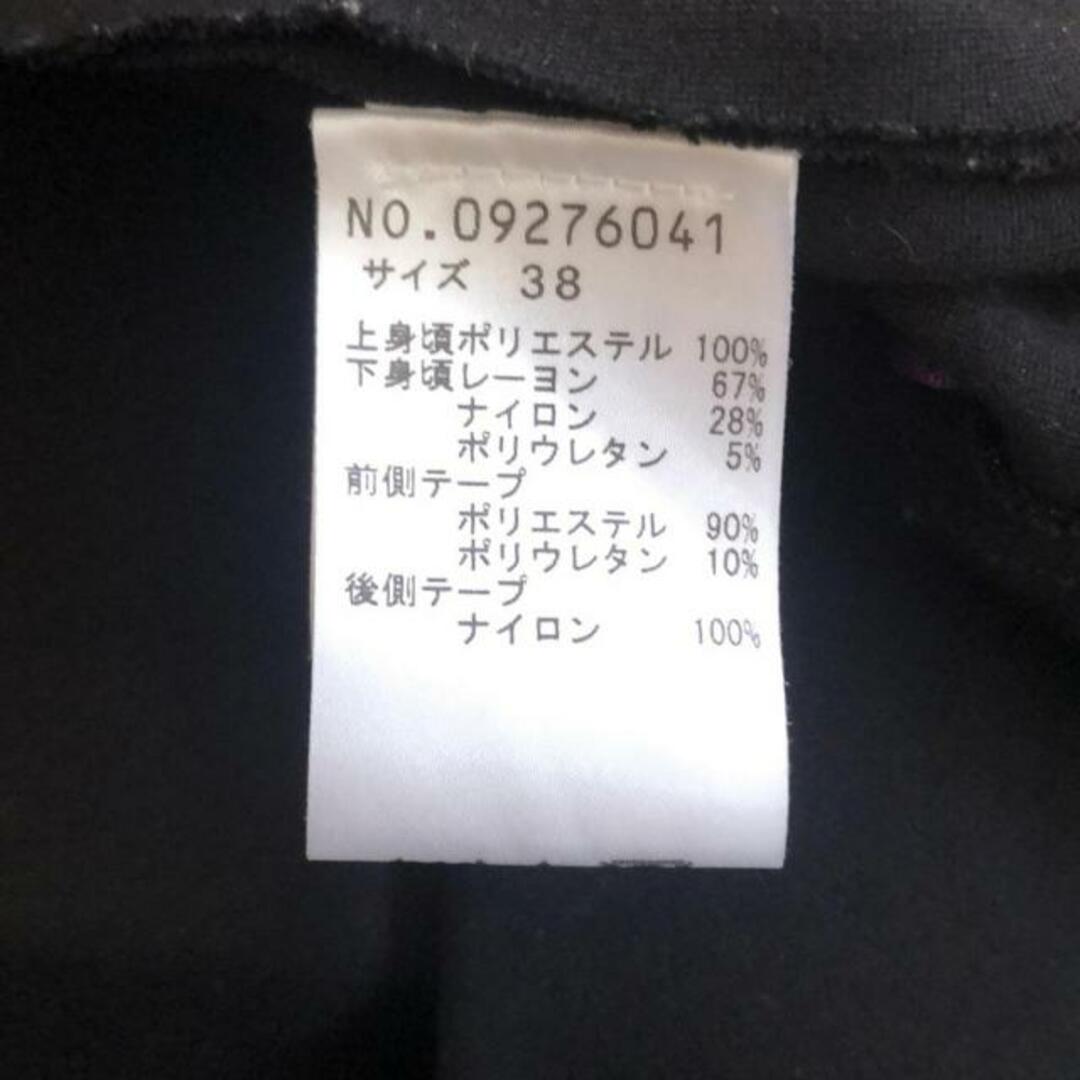 NO.09276041
サイズ 38
上身頃ポリエステル 100%
下身頃レーヨン 67%
ナイロン 28%
ポリウレタン 5%
前側テープ
ポリエステル 90%
ポリウレタン 10%
後側テープ
ナイロン 100%